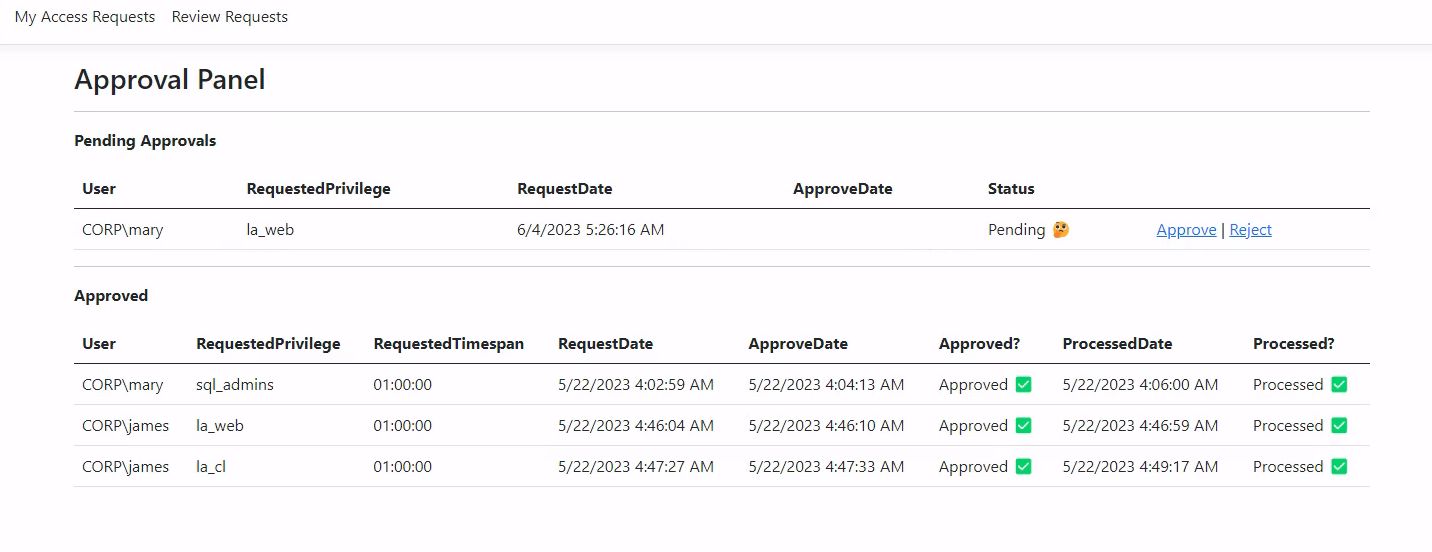 My Access Requests Review Requests
Approval Panel
Pending Approvals
User RequestedPrivilege RequestDate ApproveDate Status
CORP\mary la_web 6/4/2023 5:26:16 AM Pending 🤔 Approve | Reject
Approved
User RequestedPrivilege RequestedTimespan RequestDate ApproveDate Approved? ProcessedDate Processed?
CORP\mary sql_admins 01:00:00 5/22/2023 4:02:59 AM 5/22/2023 4:04:13 AM Approved ✅ 5/22/2023 4:06:00 AM Processed ✅
CORP\james la_web 01:00:00 5/22/2023 4:46:04 AM 5/22/2023 4:46:10 AM Approved ✅ 5/22/2023 4:46:59 AM Processed ✅
CORP\james la_cl 01:00:00 5/22/2023 4:47:27 AM 5/22/2023 4:47:33 AM Approved ✅ 5/22/2023 4:49:17 AM Processed ✅